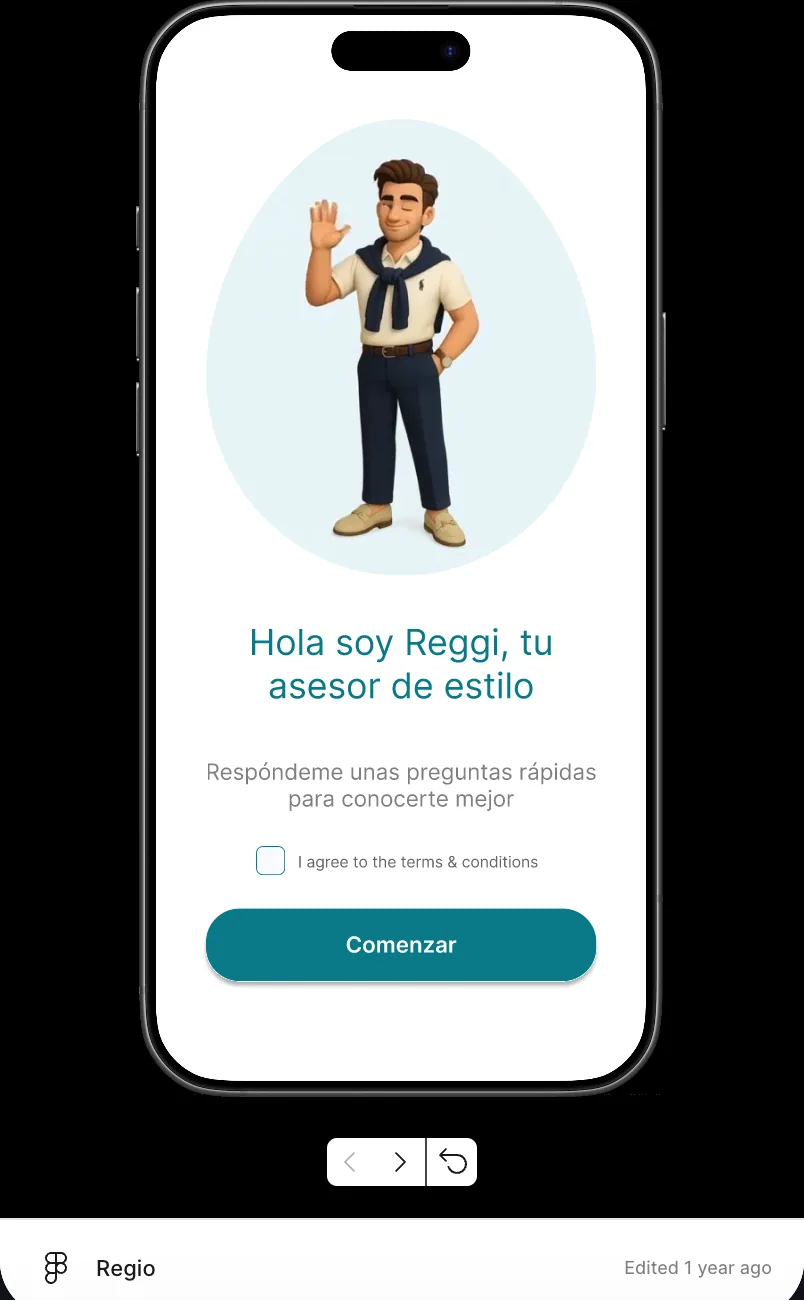 Hola soy Reggi, tu
asesor de estilo
Respóndeme unas preguntas rápidas
para conocerte mejor
I agree to the terms & conditions
Comenzar
Regio
Edited 1 year ago